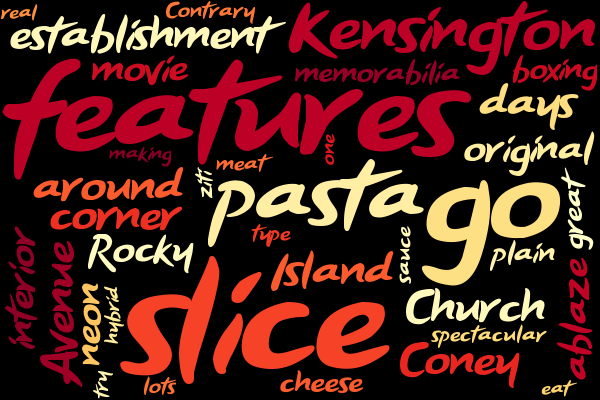 real
Contrary
establishment
Kensington
movie
memorabilia
boxing
features
days
making
one
original
meat
around
ziti
pasta
go
great
corner
type
sauce
plain
Rocky
interior
Avenue
Island
slice
neon
hybrid
Church
ablaze
spectacular
Coney
try
lots
cheese
eat